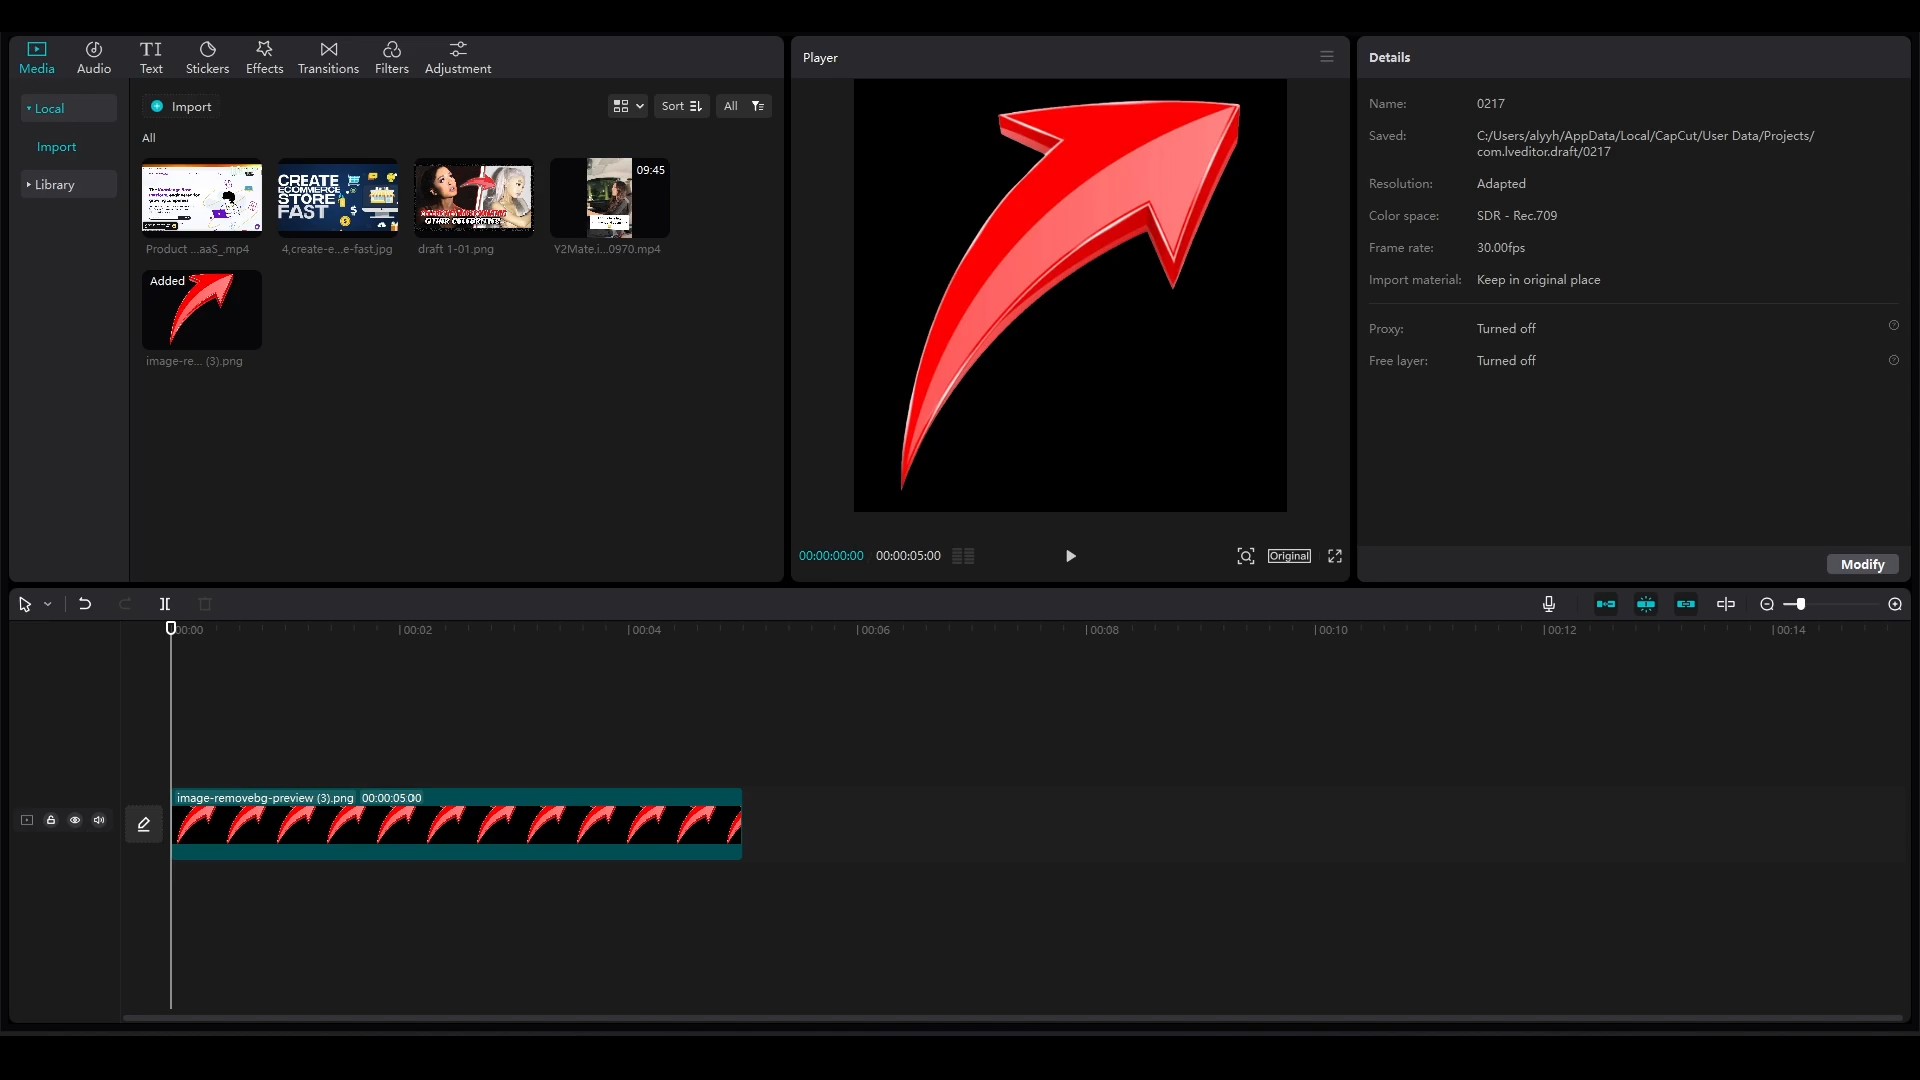 Media
Audio
Text
Stickers
Effects
Transitions
Filters
Adjustment
Local
Import
Library
Import
Sort
All
All
CREATE
ECOMMERCE
STORE
FAST
09:45
Product ...aaS_.mp4
4,create-e...e-fast.jpg
draft 1-01.png
Y2Mate.i...0970.mp4
Added
image-re... (3).png
Player
00:00:00:00
00:00:05:00
Original
Details
Name:
0217
Saved:
C:/Users/alyyh/AppData/Local/CapCut/User Data/Projects/
com.lveditor.draft/0217
Resolution:
Adapted
Color space:
SDR - Rec.709
Frame rate:
30.00fps
Import material:
Keep in original place
Proxy:
Turned off
Free layer:
Turned off
Modify
00:00
00:02
00:04
00:06
00:08
00:10
00:12
00:14
image-removebg-preview (3).png 00:00:05:00